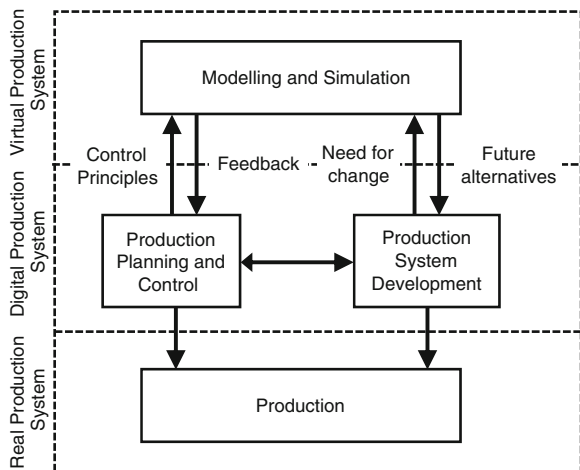 Virtual Production
System
Modelling and Simulation
Control
Principles
Feedback
Need for
change
Future
alternatives
Digital Production
System
Production
Planning and
Control
Production
System
Development
Real Production
System
Production